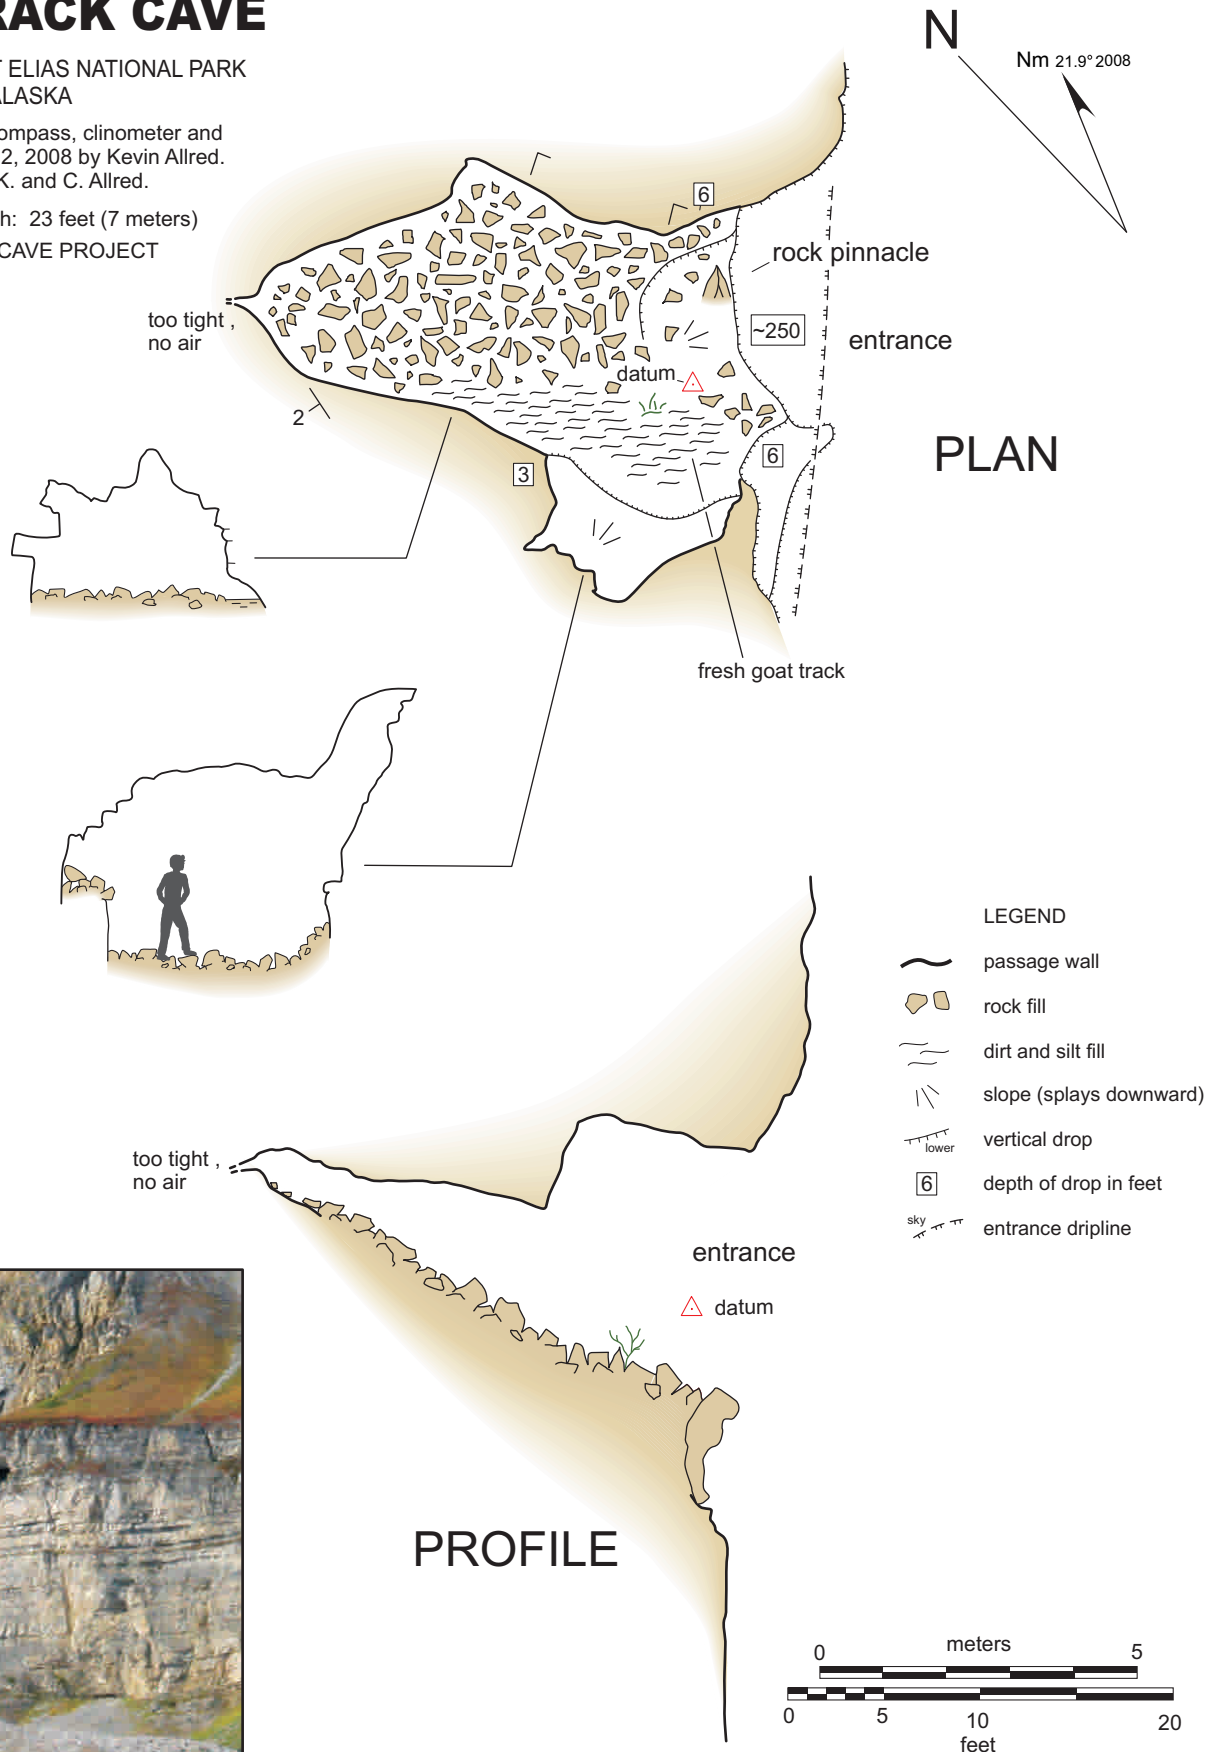 RACK CAVE
T ELIAS NATIONAL PARK
ALASKA
ompass, clinometer and
2, 2008 by Kevin Allred.
K. and C. Allred.
h: 23 feet (7 meters)
CAVE PROJECT
N
Nm 21.9° 2008
6
rock pinnacle
~250
entrance
too tight ,
no air
datum
2
3
6
PLAN
fresh goat track
LEGEND
passage wall
rock fill
dirt and silt fill
slope (splays downward)
vertical drop
lower
6
depth of drop in feet
sky
entrance dripline
too tight ,
no air
entrance
datum
PROFILE
0 meters 5
0 5 10 20
feet